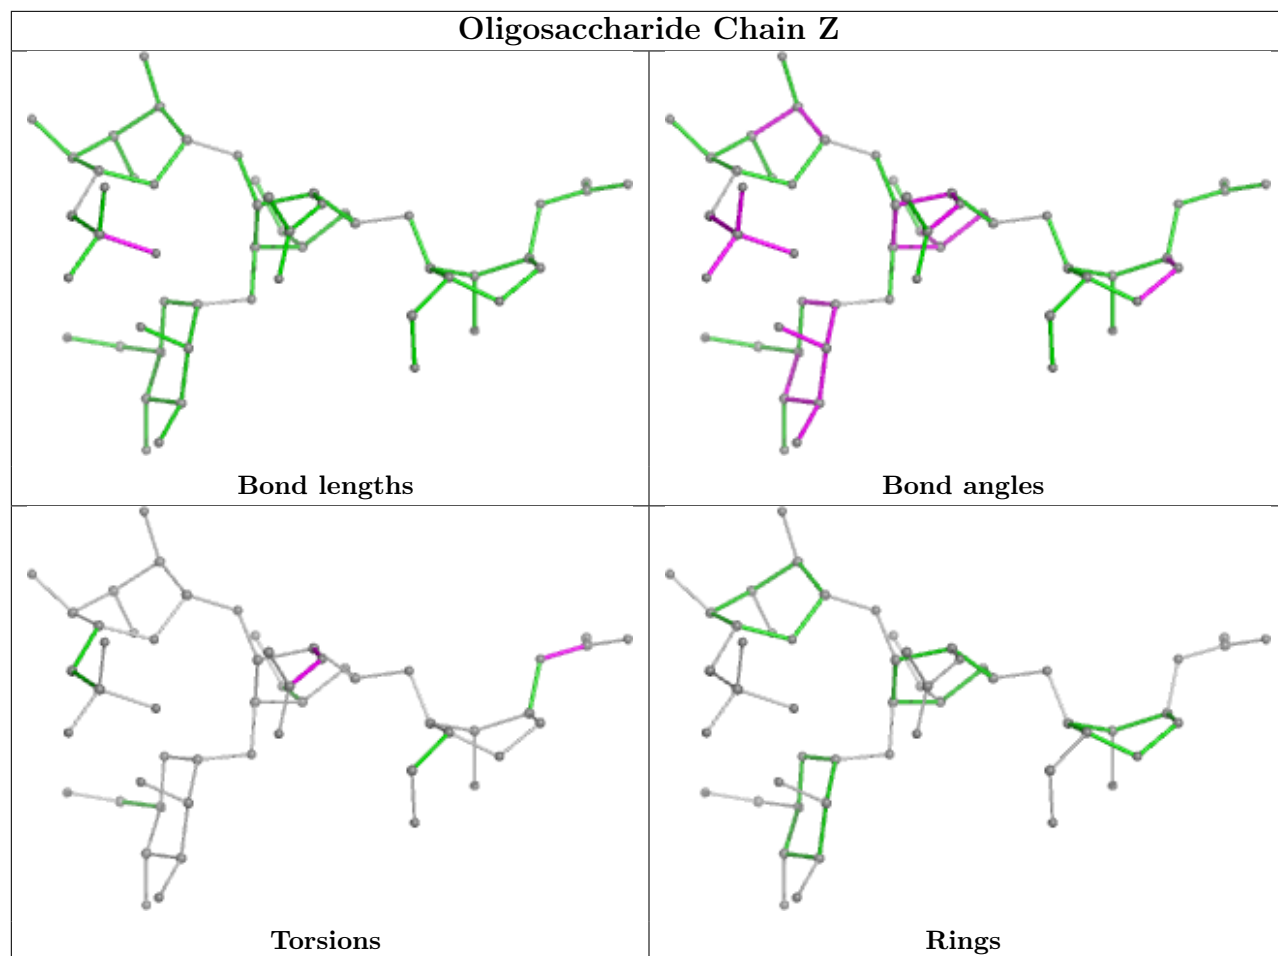 Oligosaccharide Chain Z
Bond lengths
Bond angles
Torsions
Rings